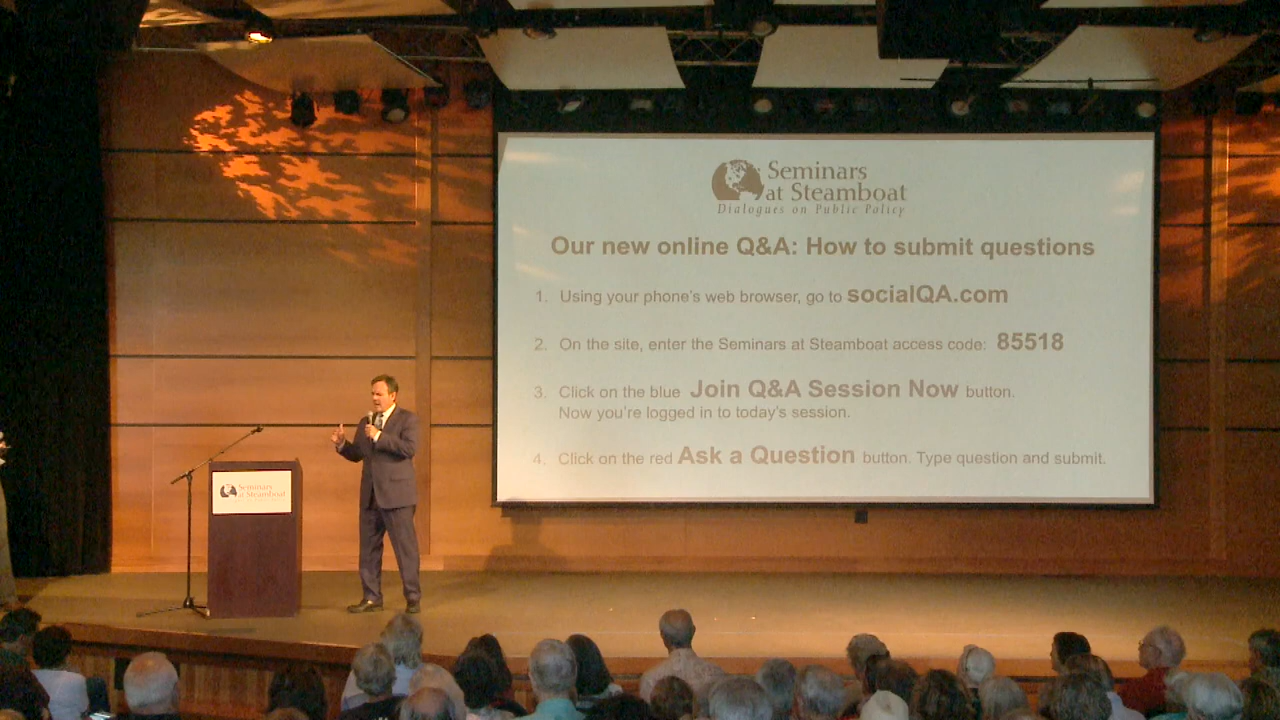 Seminars
at Steamboat
Dialogues on Public Policy
Our new online Q&A: How to submit questions
1. Using your phone's web browser, go to socialQA.com
2. On the site, enter the Seminars at Steamboat access code: 85518
3. Click on the blue Join Q&A Session Now button.
Now you're logged in to today's session.
4. Click on the red Ask a Question button. Type question and submit.
Seminars
at Steamboat